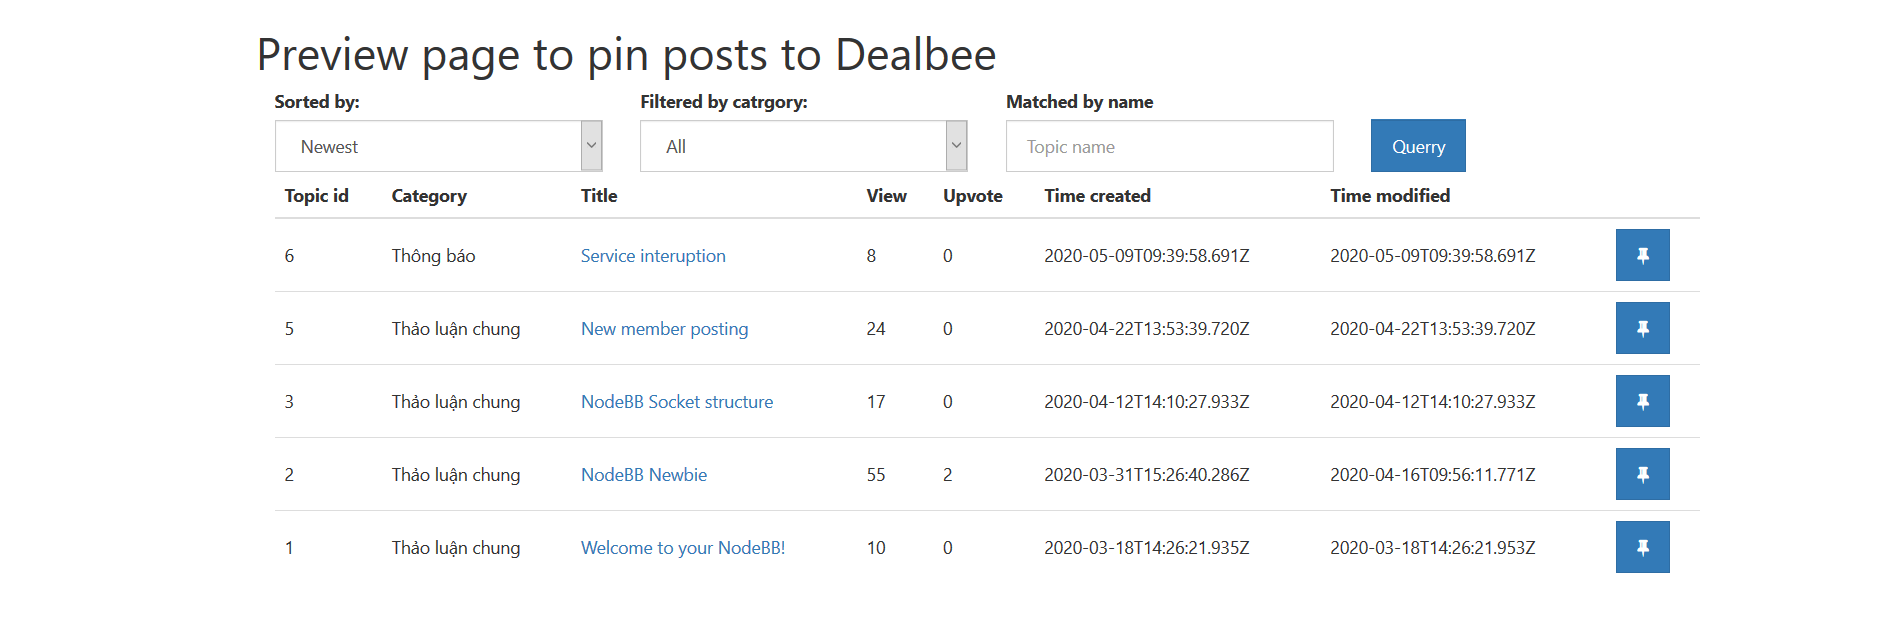 Preview page to pin posts to Dealbee
Sorted by: Filtered by catrgory: Matched by name
Newest All Topic name Querry
Topic id Category Title View Upvote Time created Time modified
6 Thông báo Service interuption 8 0 2020-05-09T09:39:58.691Z 2020-05-09T09:39:58.691Z
5 Thảo luận chung New member posting 24 0 2020-04-22T13:53:39.720Z 2020-04-22T13:53:39.720Z
3 Thảo luận chung NodeBB Socket structure 17 0 2020-04-12T14:10:27.933Z 2020-04-12T14:10:27.933Z
2 Thảo luận chung NodeBB Newbie 55 2 2020-03-31T15:26:40.286Z 2020-04-16T09:56:11.771Z
1 Thảo luận chung Welcome to your NodeBB! 10 0 2020-03-18T14:26:21.935Z 2020-03-18T14:26:21.953Z